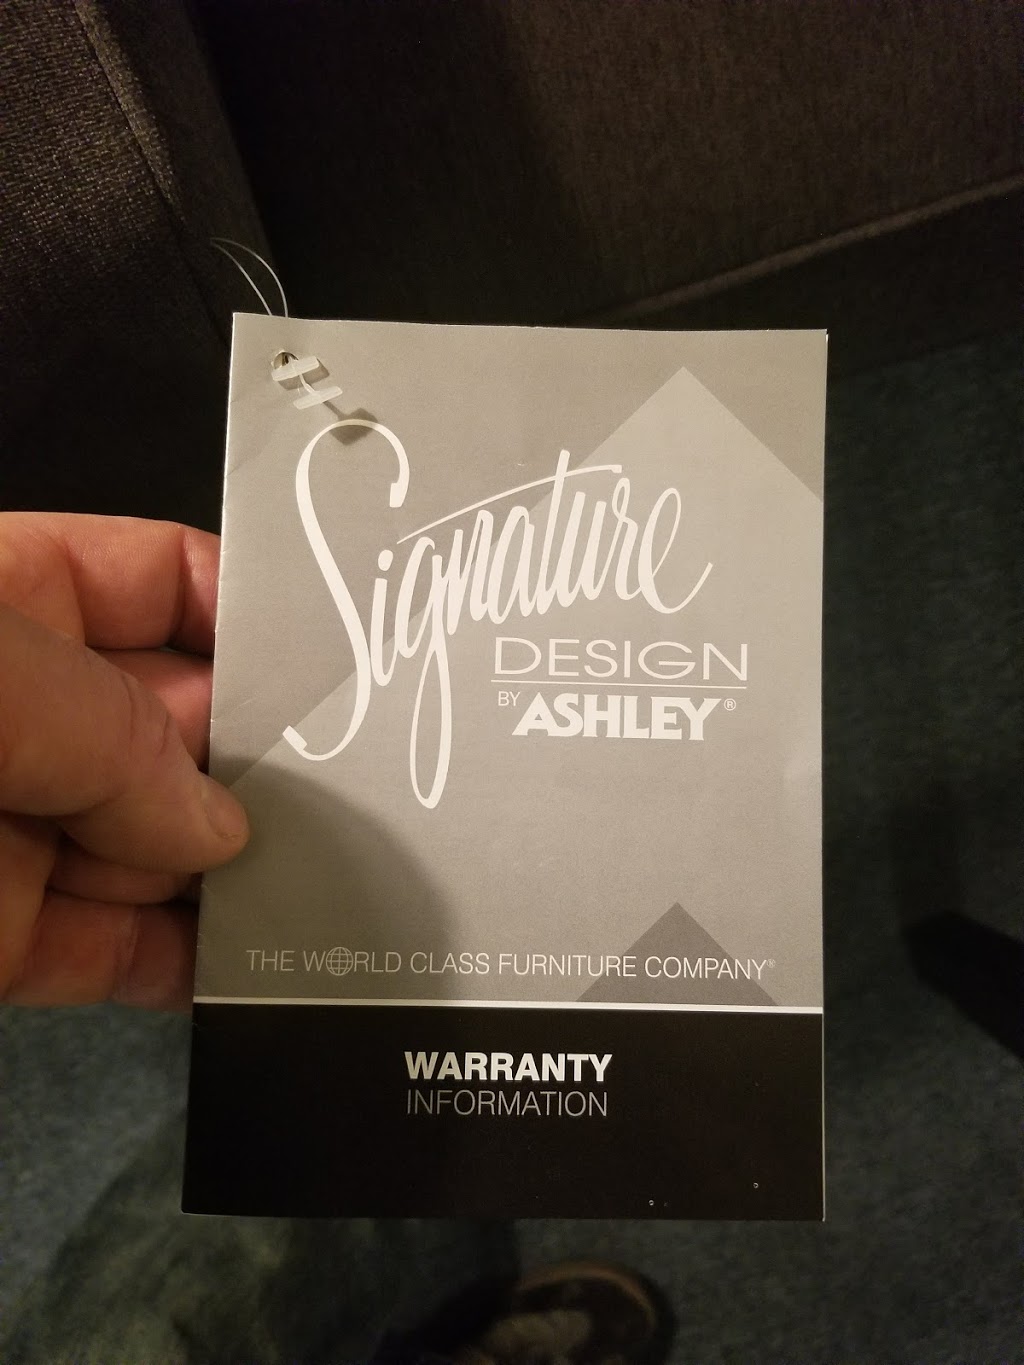 Signature
DESIGN
BY ASHLEY®
THE WORLD CLASS FURNITURE COMPANY®
WARRANTY
INFORMATION